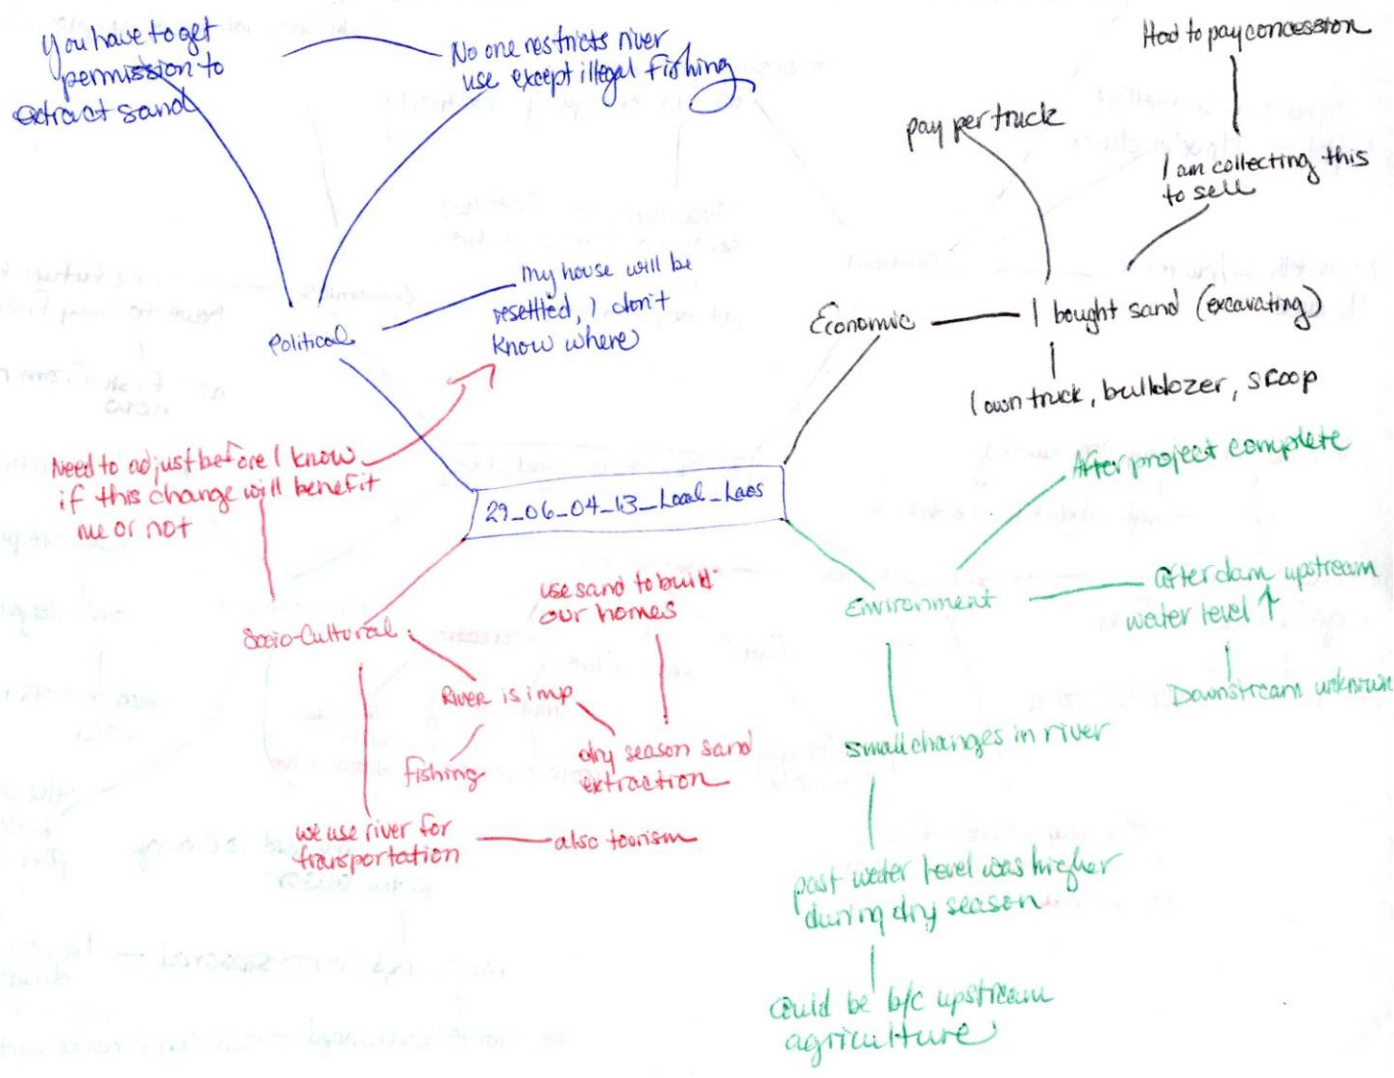 You have to get
permission to
extract sand
No one restricts river
use except illegal fishing
Had to pay concession
pay per truck
I am collecting this
to sell
my house will be
resettled, I don't
know where
Political
Economic
I bought sand (excavating)
I own truck, bulldozer, scoop
Need to adjust before I know
if this change will benefit
me or not
29_06_04_13_Local_Laos
After project complete
use sand to build
our homes
Environment
After dam upstream
water level ↑
Socio-Cultural
River is imp
Downstream unknown
fishing
dry season sand
extraction
small changes in river
we use river for
transportation
also tourism
past water level was higher
during dry season
Could be b/c upstream
agriculture